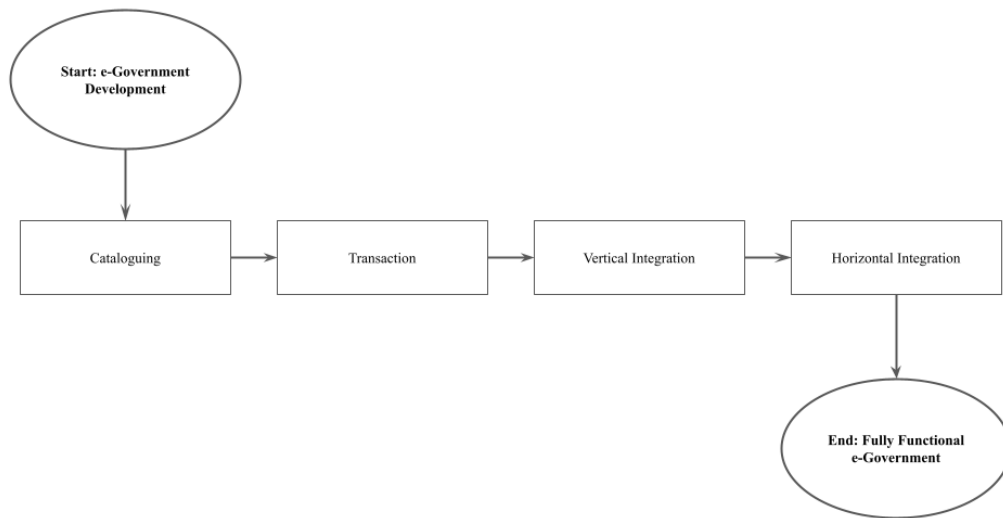 Start: e-Government
Development
Cataloguing
Transaction
Vertical Integration
Horizontal Integration
End: Fully Functional
e-Government